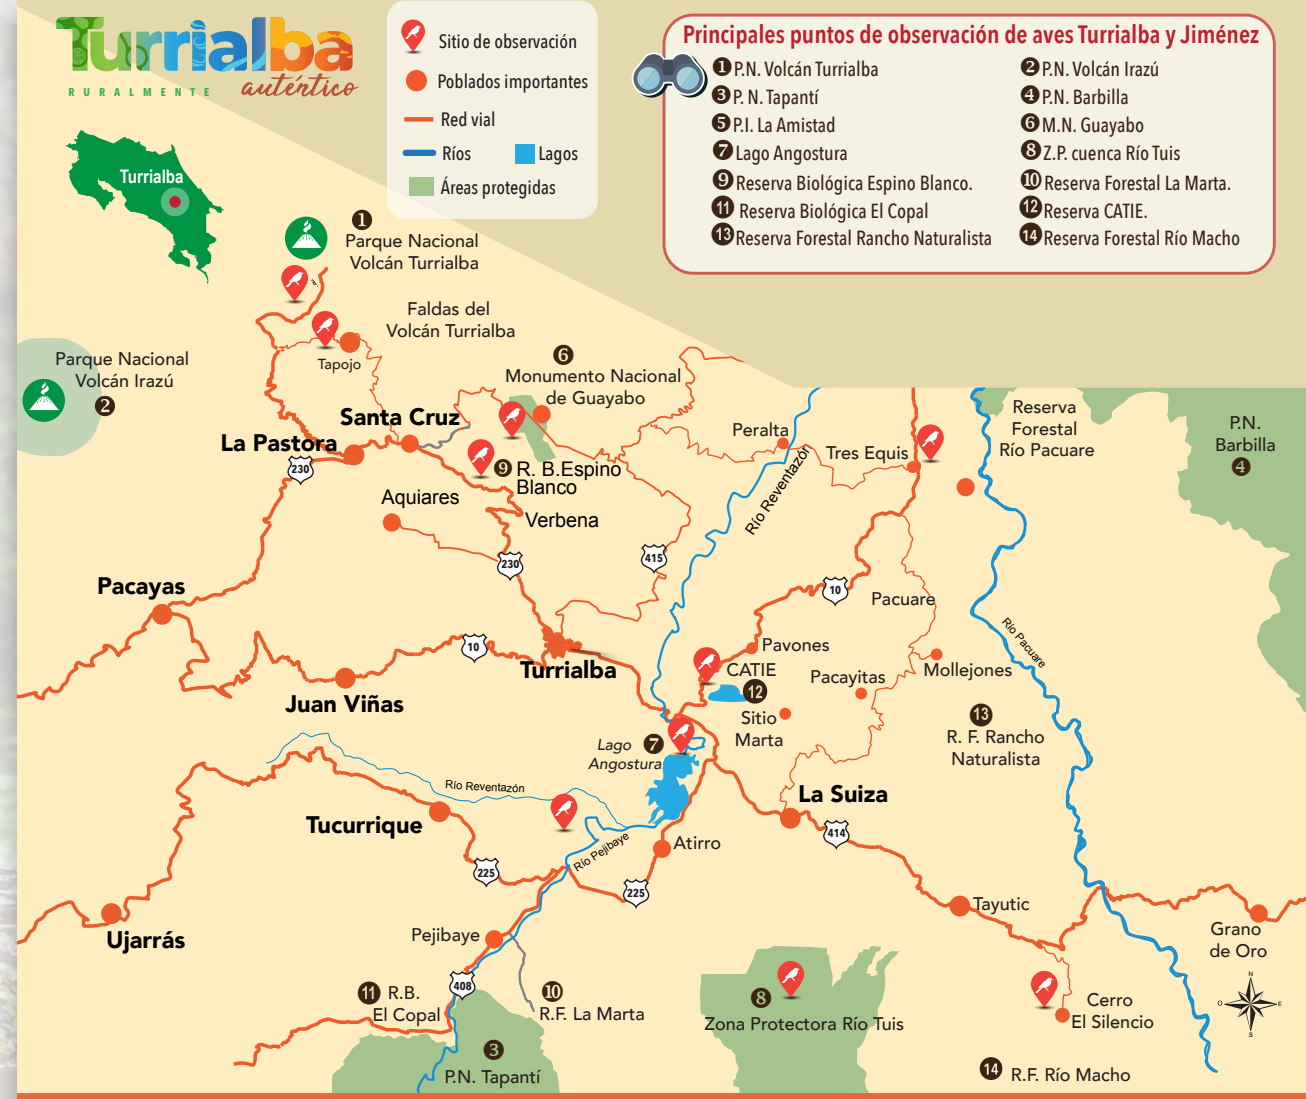 Turrialba
RURALMENTE auténtico
Sitio de observación
Poblados importantes
Red vial
Ríos
Lagos
Áreas protegidas
Principales puntos de observación de aves Turrialba y Jiménez
1 P.N. Volcán Turrialba
2 P.N. Volcán Irazú
3 P. N. Tapantí
4 P.N. Barbilla
5 P.I. La Amistad
6 M.N. Guayabo
7 Lago Angostura
8 Z.P. cuenca Río Tuis
9 Reserva Biológica Espino Blanco.
10 Reserva Forestal La Marta.
11 Reserva Biológica El Copal
12 Reserva CATIE.
13 Reserva Forestal Rancho Naturalista
14 Reserva Forestal Río Macho
Turrialba
1
Parque Nacional
Volcán Turrialba
Faldas del
Volcán Turrialba
Tapojo
Parque Nacional
Volcán Irazú
2
6
Monumento Nacional
de Guayabo
Santa Cruz
La Pastora
230
9 R. B.Espino
Blanco
Aquiares
Verbena
230
415
Peralta
Río Reventazón
Tres Equis
Reserva
Forestal
Río Pacuare
P.N.
Barbilla
4
Pacayas
10
Pacuare
Río Pacuare
10
Turrialba
Juan Viñas
Pavones
CATIE
12
Pacayitas
Mollejones
Sitio
Marta
13
R. F. Rancho
Naturalista
Lago
Angostura
7
Río Reventazón
Tucurrique
La Suiza
414
Río Pejibaye
Atirro
225
225
Tayutic
Ujarrás
Pejibaye
Grano
de Oro
408
11 R.B.
El Copal
10
R.F. La Marta
8
Zona Protectora Río Tuis
Cerro
El Silencio
N
O
E
S
3
P.N. Tapantí
14 R.F. Río Macho